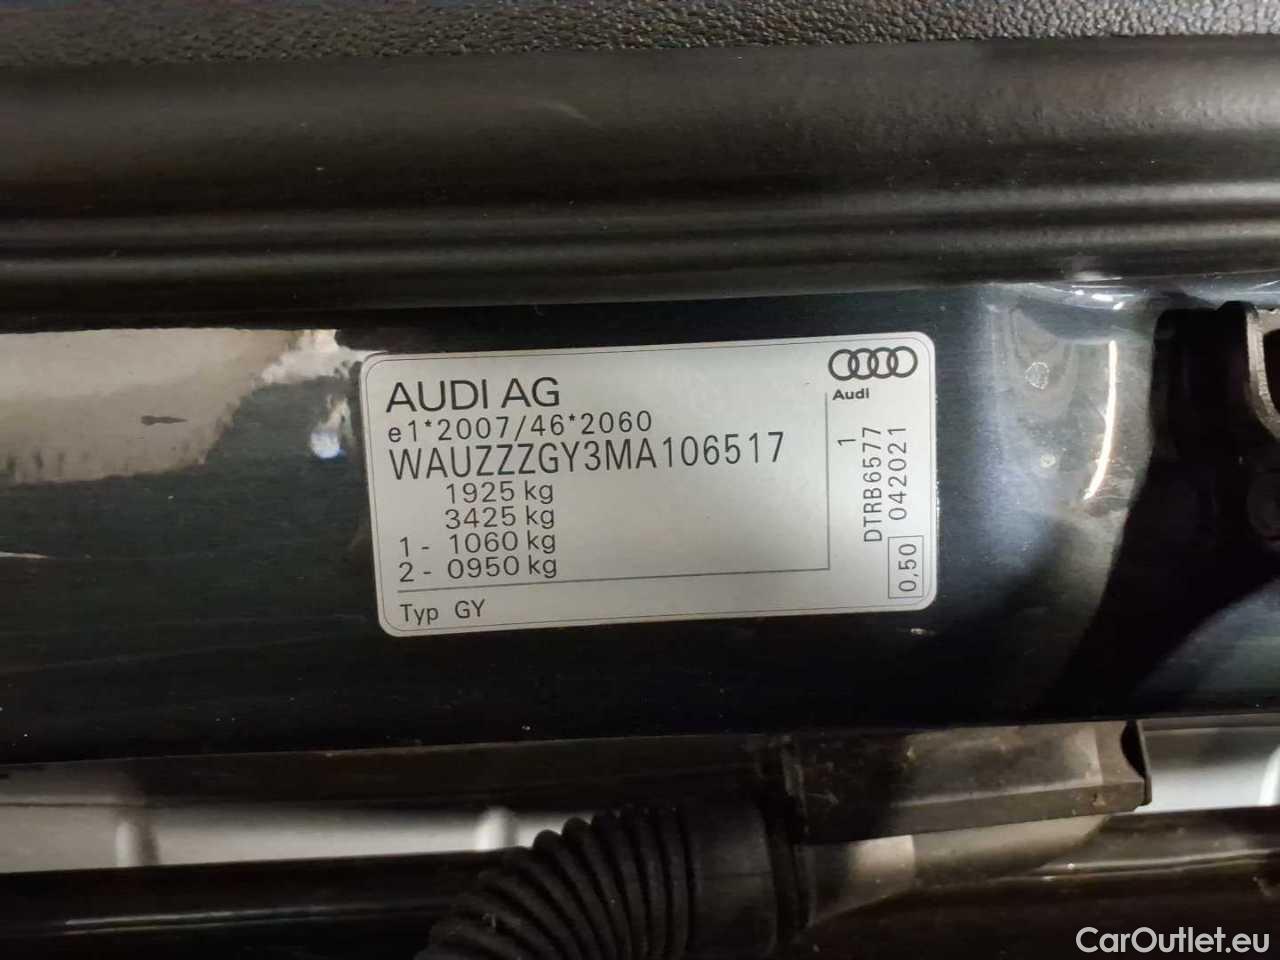 AUDI AG
e1*2007/46*2060
WAUZZZGY3MA106517
1925 kg
3425 kg
1 - 1060 kg
2 - 0950 kg
Typ GY
Audi
DTRB6577 1
042021
0,50
CarOutlet.eu